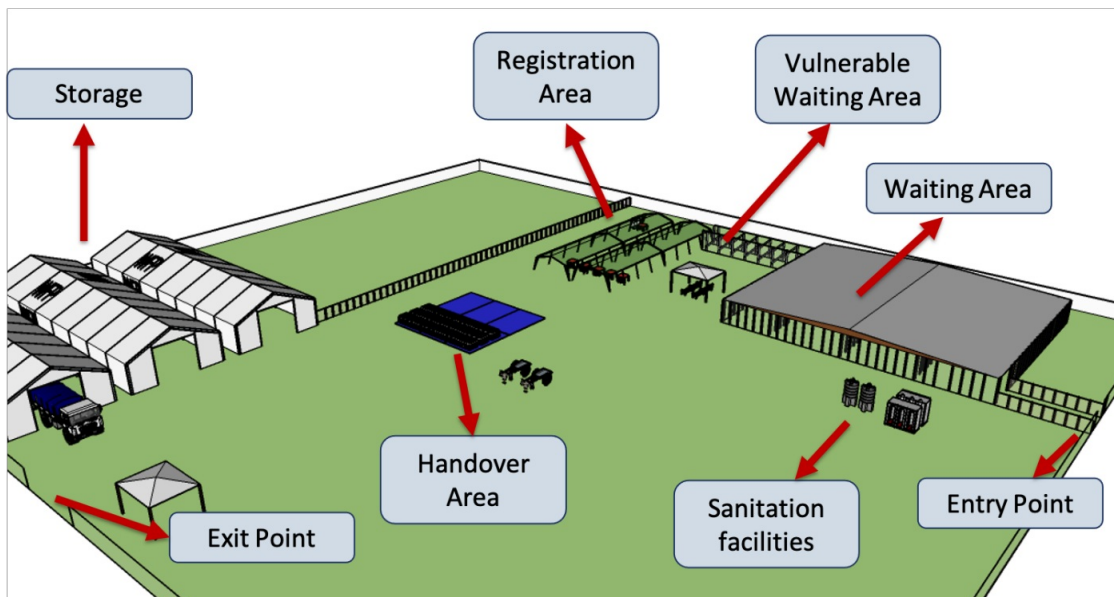 Storage
Registration
Area
Vulnerable
Waiting Area
Waiting Area
Handover
Area
Sanitation
facilities
Entry Point
Exit Point